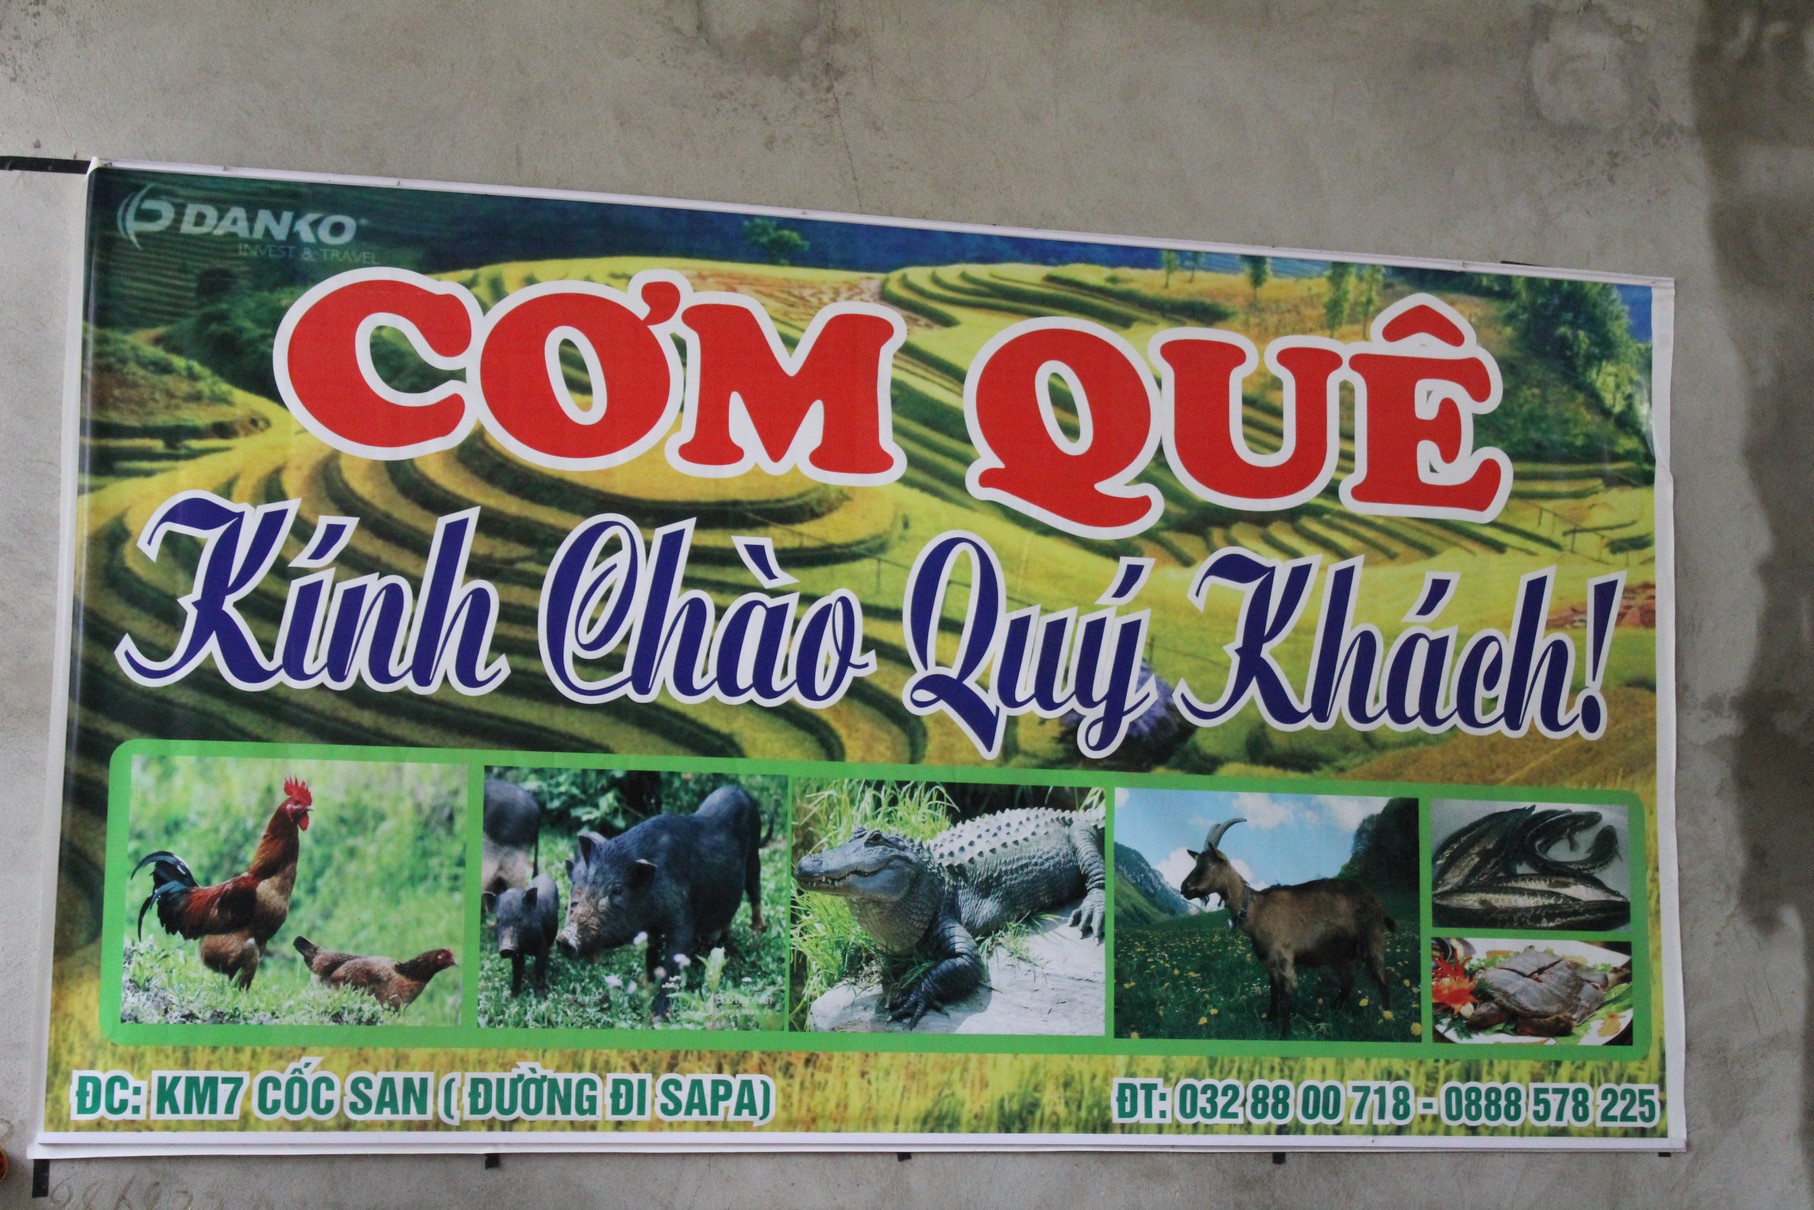 DANKO
INVEST & TRAVEL
CƠM QUÊ
Kính Chào Quý Khách!
ĐC: KM7 CỐC SAN ( ĐƯỜNG ĐI SAPA)
ĐT: 032 88 00 718 - 0888 578 225